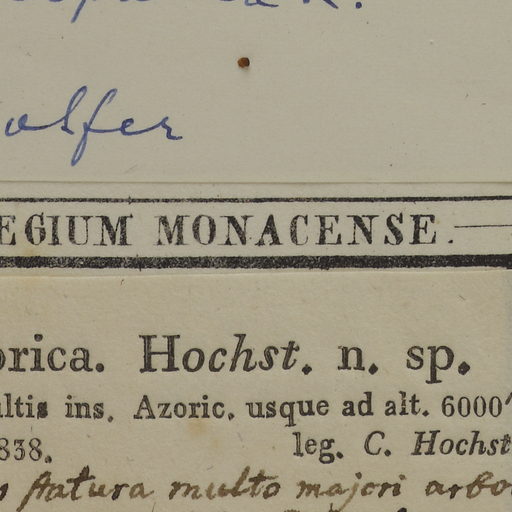 olfer
EGIUM MONACENSE.
orica. Hochst. n. sp.
altis ins. Azoric. usque ad alt. 6000'
838. leg. C. Hochst
statura multo majori arbo